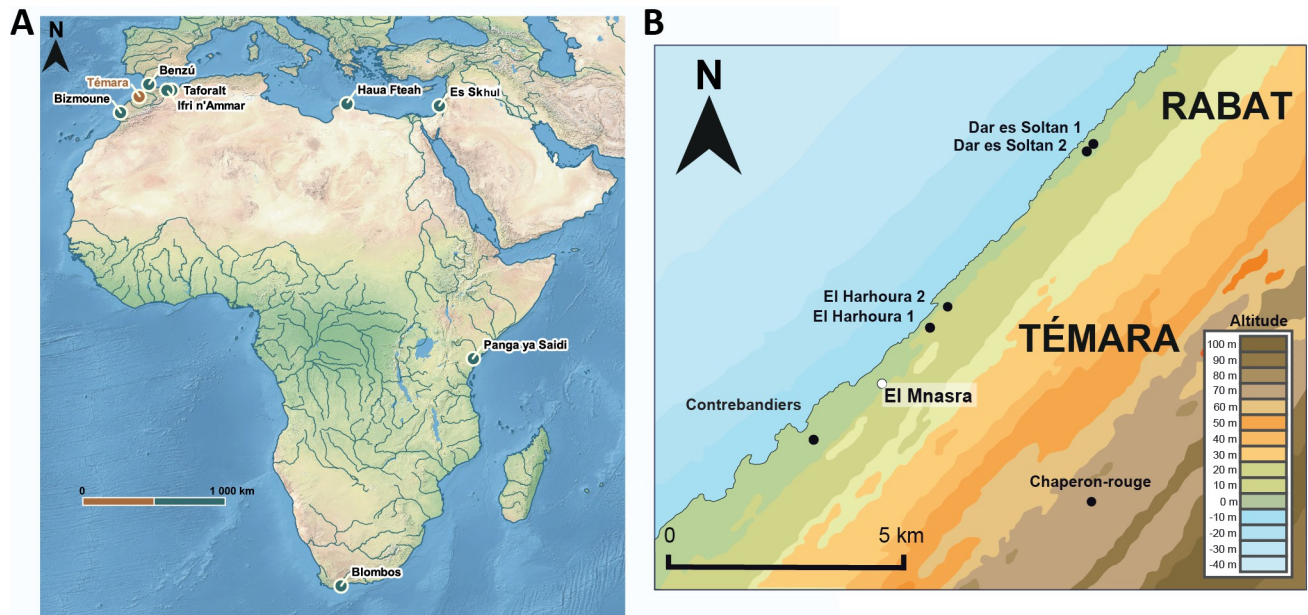 A
N
Benzú
Témara
Taforalt
Bizmoune
Ifri n'Ammar
Haua Fteah
Es Skhul
Panga ya Saidi
0 1 000 km
Blombos
B
N
RABAT
Dar es Soltan 1
Dar es Soltan 2
El Harhoura 2
El Harhoura 1
TÉMARA
El Mnasra
Contrebandiers
Chaperon-rouge
0 5 km
Altitude
100 m
90 m
80 m
70 m
60 m
50 m
40 m
30 m
20 m
10 m
0 m
-10 m
-20 m
-30 m
-40 m